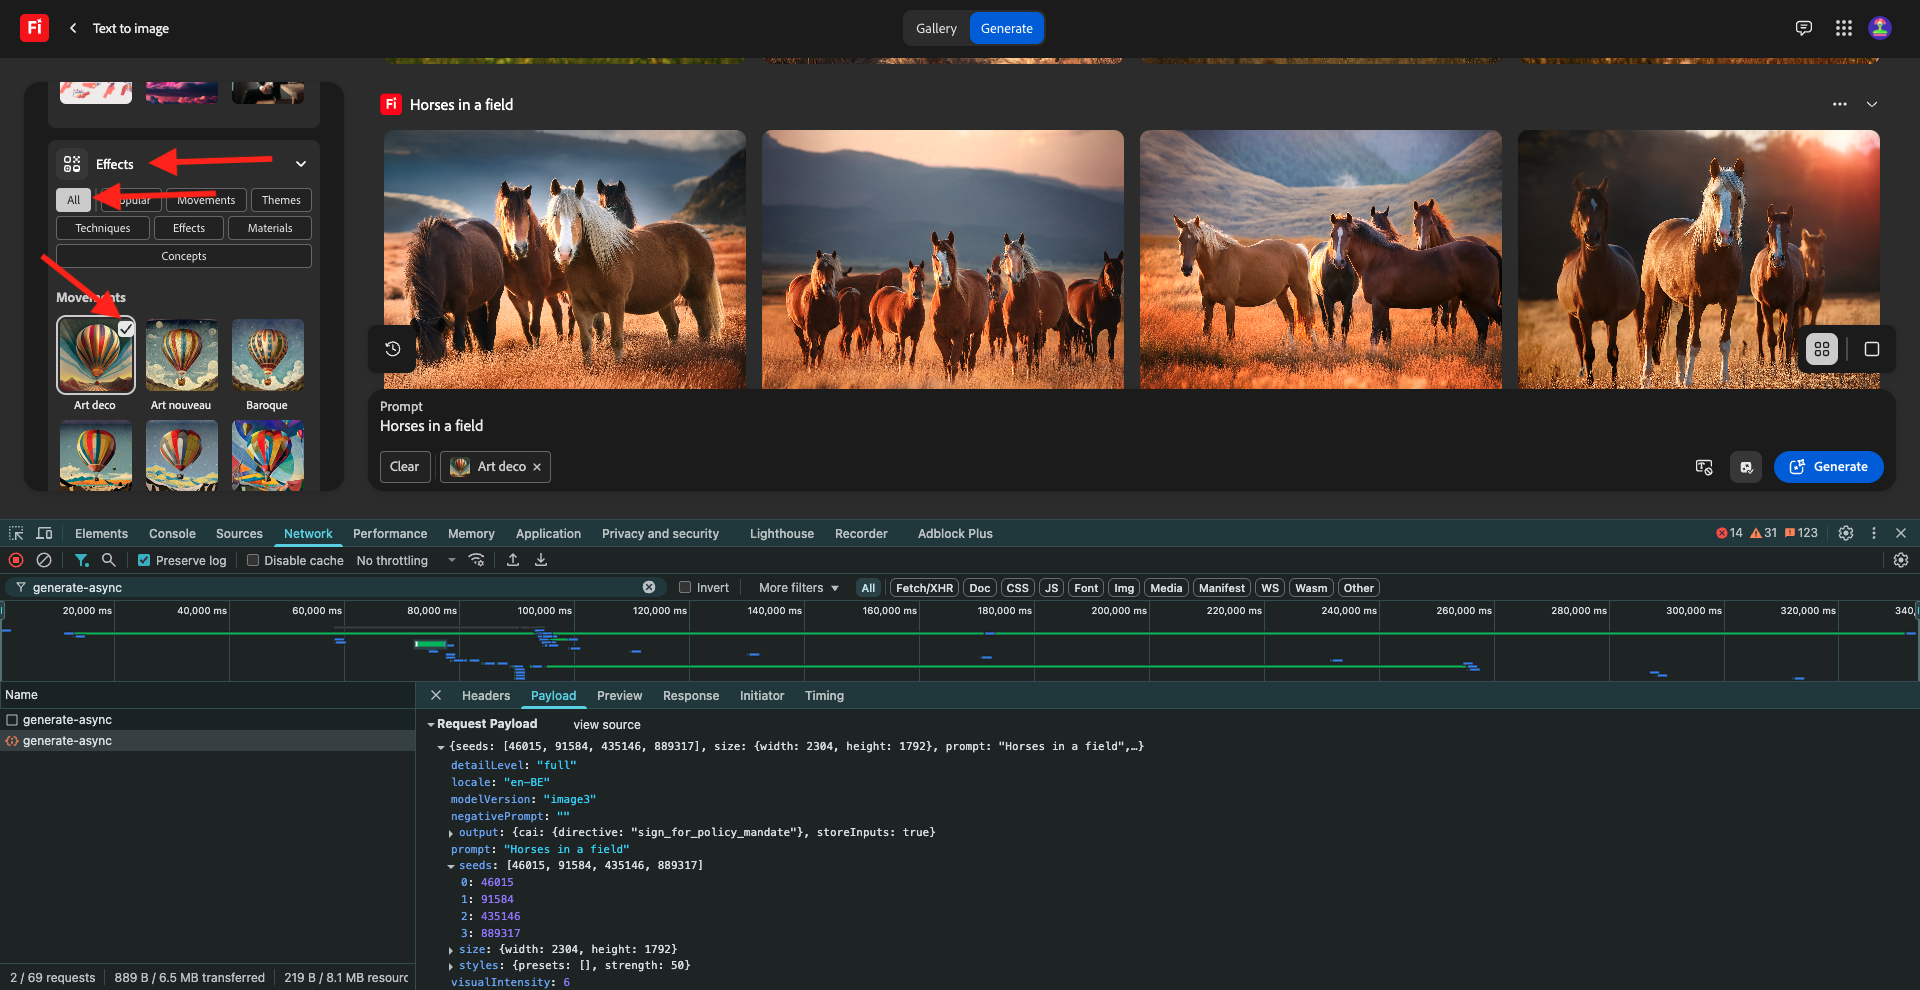 Fi
Text to image
Gallery
Generate
Effects
All
opular
Movements
Themes
Techniques
Effects
Materials
Concepts
Art deco
Art nouveau
Baroque
Fi Horses in a field
Prompt
Horses in a field
Clear
Art deco
Generate
Elements Console Sources Network Performance Memory Application Privacy and security Lighthouse Recorder Adblock Plus
14 31 123
Preserve log Disable cache No throttling
generate-async
Invert More filters All Fetch/XHR Doc CSS JS Font Img Media Manifest WS Wasm Other
20,000 ms 40,000 ms 60,000 ms 80,000 ms 100,000 ms 120,000 ms 140,000 ms 160,000 ms 180,000 ms 200,000 ms 220,000 ms 240,000 ms 260,000 ms 280,000 ms 300,000 ms 320,000 ms 340,
Name
generate-async
generate-async
2 / 69 requests 889 B / 6.5 MB transferred 219 B / 8.1 MB resourc
Headers Payload Preview Response Initiator Timing
Request Payload view source
{seeds: [46015, 91584, 435146, 889317], size: {width: 2304, height: 1792}, prompt: "Horses in a field",…}
detailLevel: "full"
locale: "en-BE"
modelVersion: "image3"
negativePrompt: ""
output: {cai: {directive: "sign_for_policy_mandate"}, storeInputs: true}
prompt: "Horses in a field"
seeds: [46015, 91584, 435146, 889317]
0: 46015
1: 91584
2: 435146
3: 889317
size: {width: 2304, height: 1792}
styles: {presets: [], strength: 50}
visualIntensity: 6